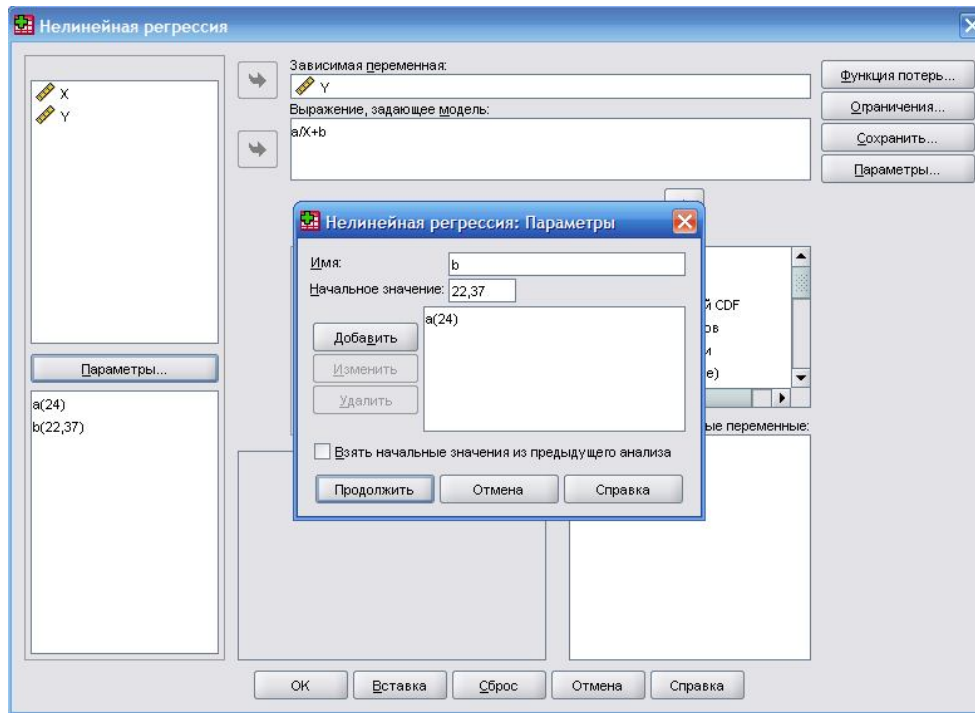 Нелинейная регрессия
X
Y
Зависимая переменная:
Y
Выражение, задающее модель:
a/X+b
Функция потерь...
Ограничения...
Сохранить...
Параметры...
Параметры...
a(24)
b(22,37)
Нелинейная регрессия: Параметры
Имя:
b
Начальное значение:
22,37
Добавить
Изменить
Удалить
a(24)
Взять начальные значения из предыдущего анализа
Продолжить
Отмена
Справка
CDF
переменные:
OK
Вставка
Сброс
Отмена
Справка